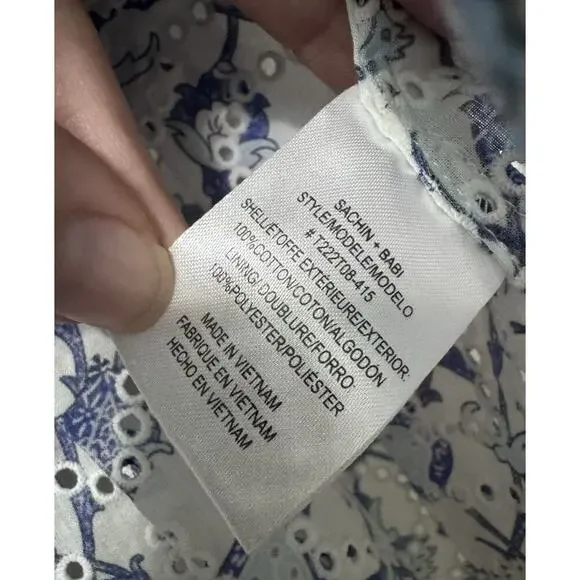 SACHIN + BABI
STYLE/MODELE/MODELO
# T222T08-415
SHELL/ETOFFE EXTÉRIEURE/EXTERIOR:
100%COTTON/COTON/ALGODÓN
LINING/ DOUBLURE/FORRO
100%POLYESTER/POLIÉSTER
MADE IN VIETNAM
FABRIQUE EN VIETNAM
HECHO EN VIETNAM